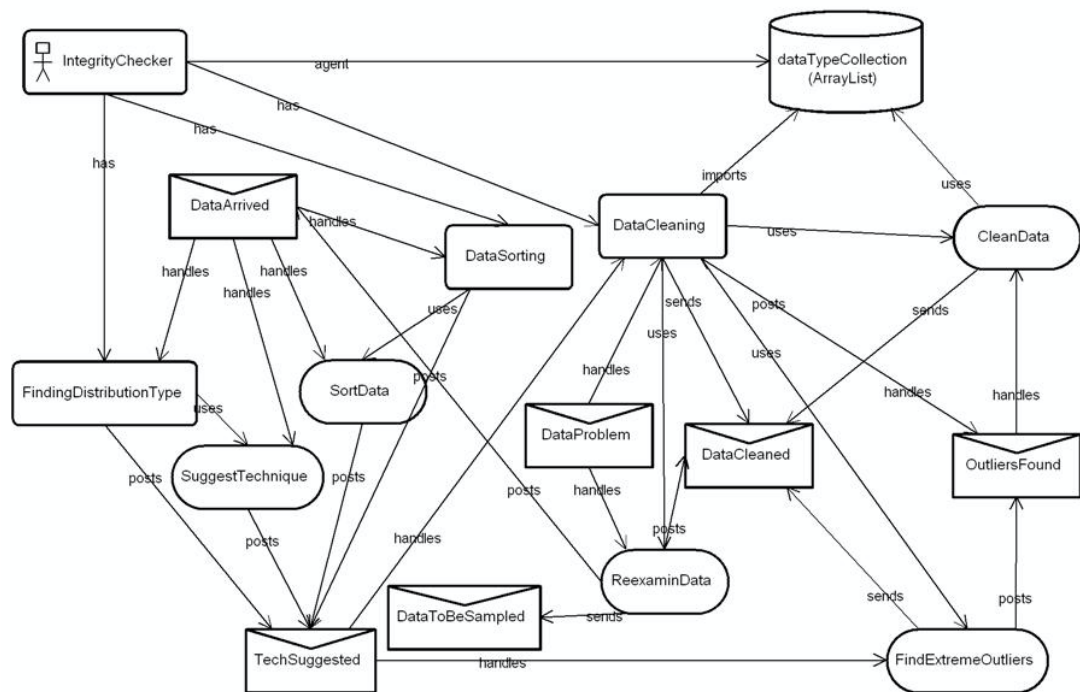 IntegrityChecker
agent
dataTypeCollection
(ArrayList)
has
has
has
imports
uses
DataArrived
handles
DataSorting
DataCleaning
uses
CleanData
handles
handles
handles
uses
sends
uses
posts
uses
sends
FindingDistributionType
uses
SortData
posts
handles
handles
handles
DataProblem
DataCleaned
OutliersFound
SuggestTechnique
posts
posts
posts
handles
posts
posts
handles
ReexaminData
DataToBeSampled
sends
sends
posts
TechSuggested
handles
FindExtremeOutliers